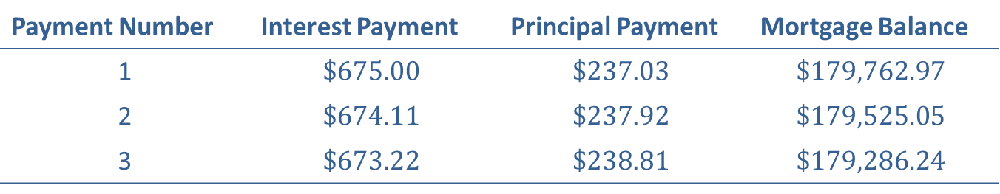 Payment Number Interest Payment Principal Payment Mortgage Balance
1 $675.00 $237.03 $179,762.97
2 $674.11 $237.92 $179,525.05
3 $673.22 $238.81 $179,286.24